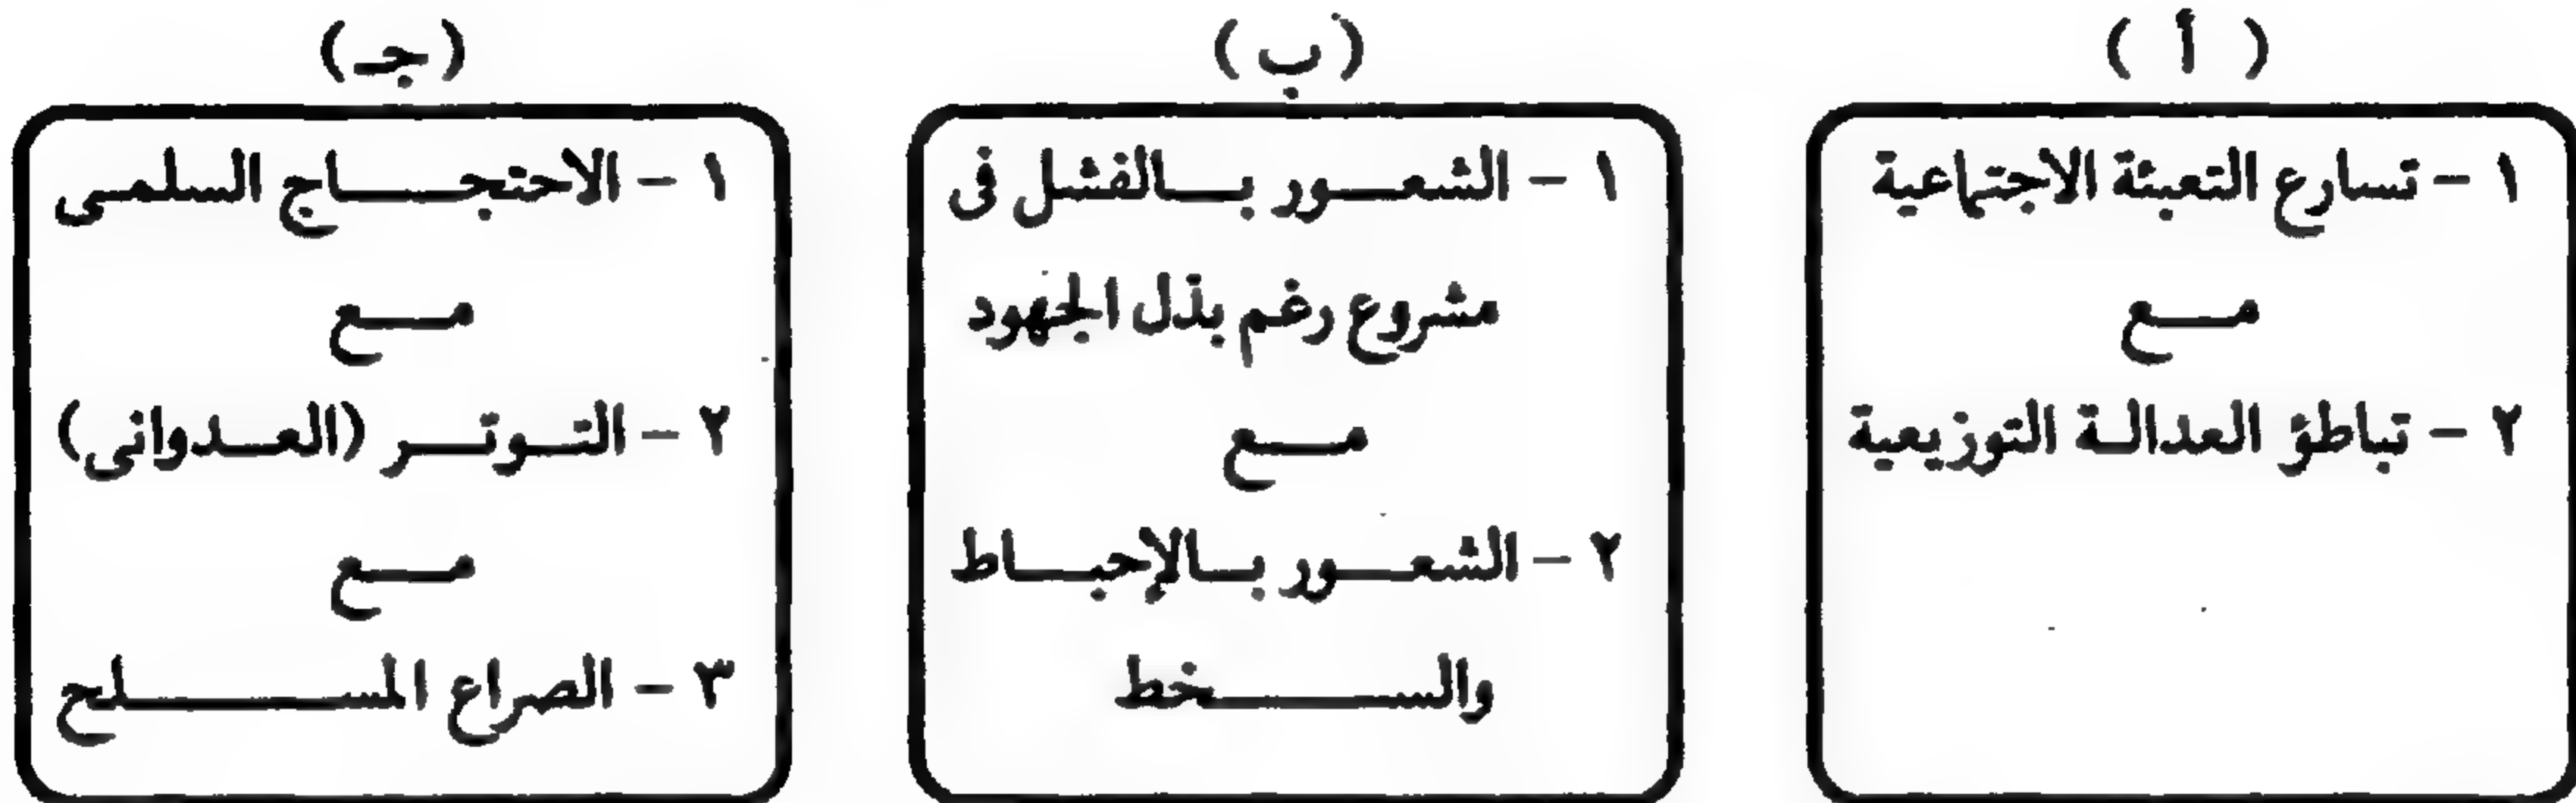 ( أ )
١ - تسارع التعبئة الاجتماعية
مع
٢ - تباطؤ العدالة التوزيعية
( ب )
١ - الشعور بالفشل فى
مشروع رغم بذل الجهود
مع
٢ - الشعور بالإحباط
والسخط
(جـ)
١ - الاحتجاج السلمى
مع
٢ - التوتر (العدوانى)
مع
٣ - الصراع المسلح